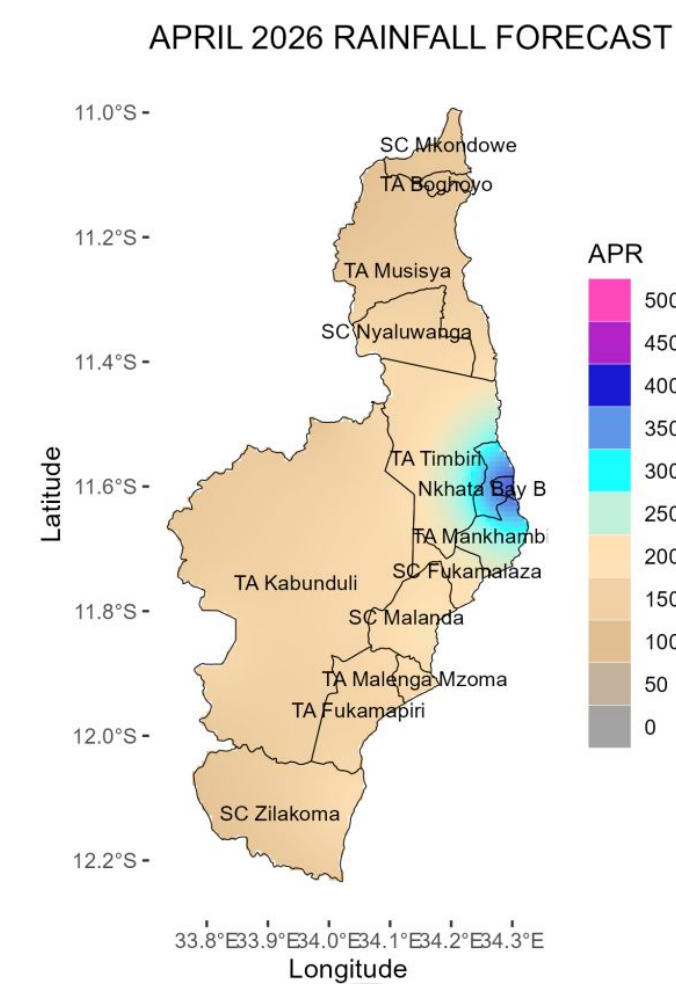 APRIL 2026 RAINFALL FORECAST
11.0°S
11.2°S
11.4°S
11.6°S
11.8°S
12.0°S
12.2°S
Latitude
SC Mkondowe
TA Boghoyo
TA Musisya
SC Nyaluwanga
TA Timbiri
Nkhata Bay B
TA Mankhambi
SC Fukamalaza
TA Kabunduli
SC Malanda
TA Malenga Mzoma
TA Fukamapiri
SC Zilakoma
33.8°E 33.9°E 34.0°E 34.1°E 34.2°E 34.3°E
Longitude
APR
500
450
400
350
300
250
200
150
100
50
0